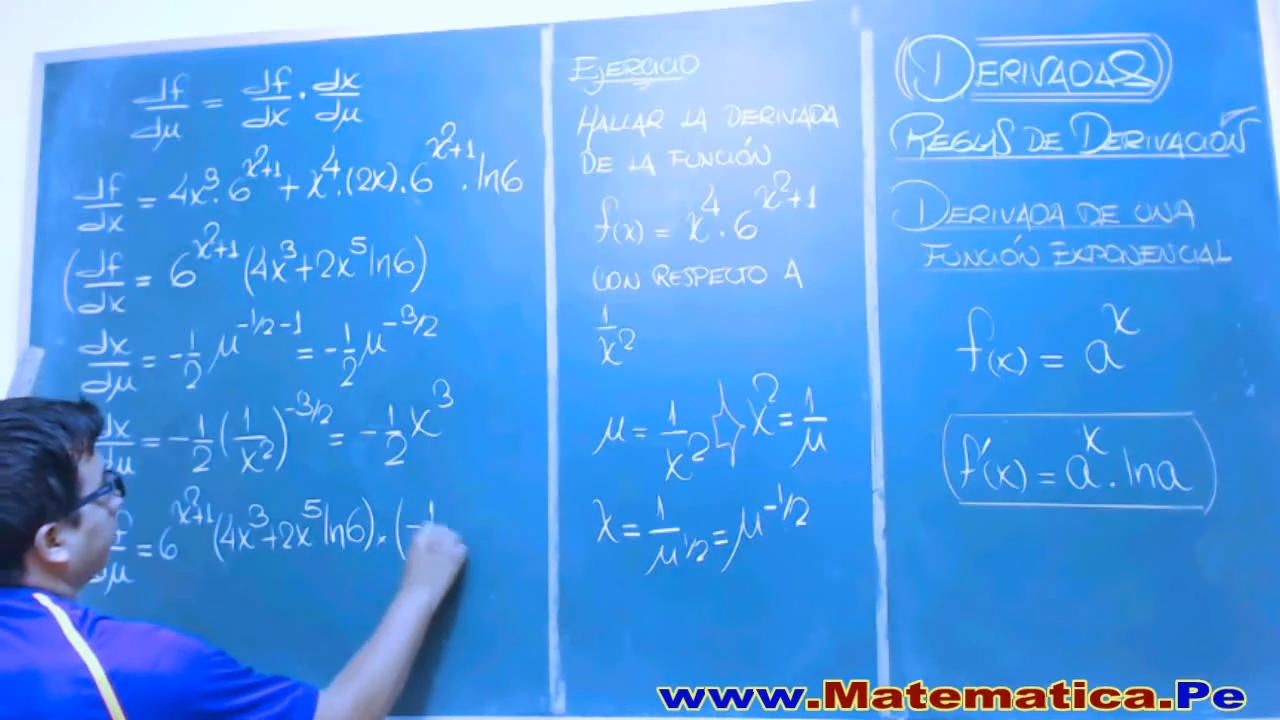 df/dμ = df/dx · dx/dμ
df/dx = 4x³·6^(x²+1) + x⁴·(2x)·6^(x²+1)·ln6
(df/dx = 6^(x²+1) (4x³+2x⁵ln6)
dx/dμ = -1/2 μ^(-1/2-1) = -1/2 μ^(-3/2)
dx/dμ = -1/2 (1/x²)^(-3/2) = -1/2 x³
f/dμ = 6^(x²+1) (4x³+2x⁵ln6) × (-1
EJERCICIO
HALLAR LA DERIVADA
DE LA FUNCIÓN
f(x) = x⁴·6^(x²+1)
CON RESPECTO A
1/x²
μ = 1/x² ⇒ x² = 1/μ
x = 1/μ^(1/2) = μ^(-1/2)
DERIVADAS
REGLAS DE DERIVACIÓN
DERIVADA DE UNA
FUNCIÓN EXPONENCIAL
f(x) = a^x
f'(x) = a^x · lna
www.Matematica.Pe